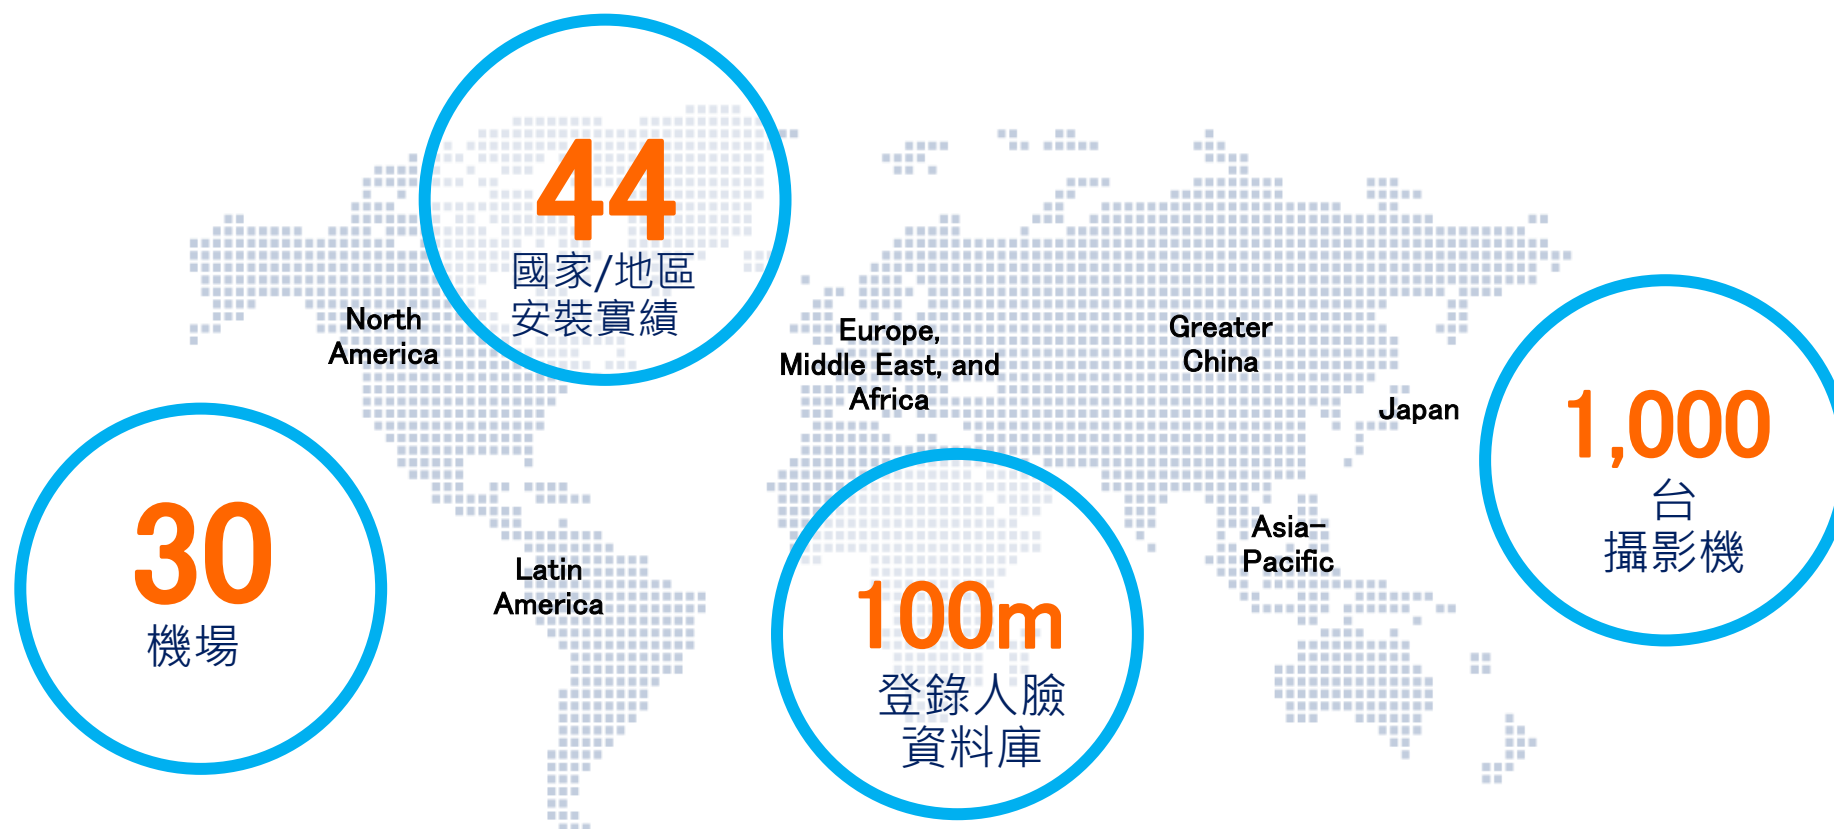 44
國家/地區
安裝實績
North
America
Europe,
Middle East, and
Africa
Greater
China
Japan
1,000
台
攝影機
30
機場
Latin
America
100m
登錄人臉
資料庫
Asia-
Pacific